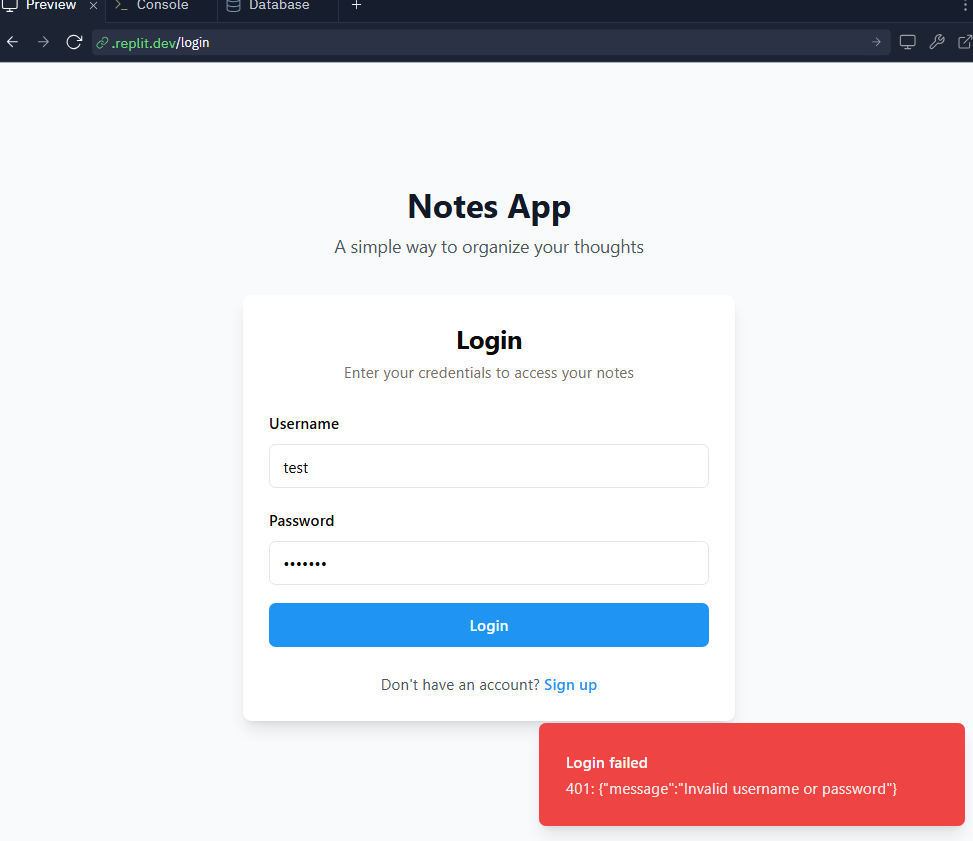 Preview Console Database
.replit.dev/login
Notes App
A simple way to organize your thoughts
Login
Enter your credentials to access your notes
Username
test
Password
•••••••
Login
Don't have an account? Sign up
Login failed
401: {"message":"Invalid username or password"}